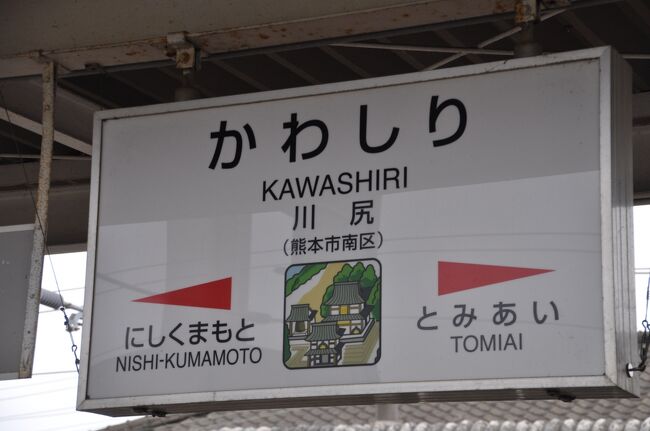 かわしり
KAWASHIRI
川尻
(熊本市南区)
にしくまもと
NISHI-KUMAMOTO
とみあい
TOMIAI